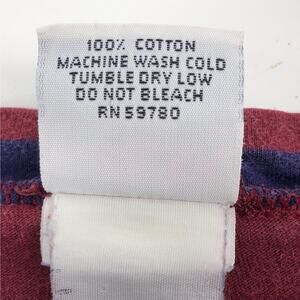 100% COTTON
MACHINE WASH COLD
TUMBLE DRY LOW
DO NOT BLEACH
RN 59780